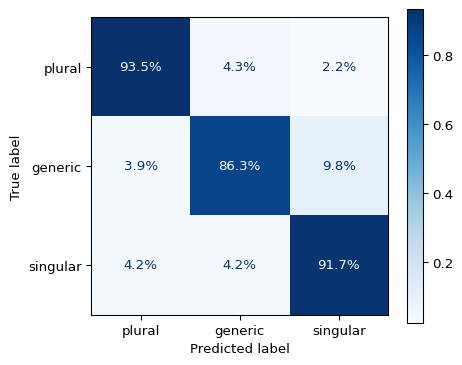 plural 93.5% 4.3% 2.2%
generic 3.9% 86.3% 9.8%
singular 4.2% 4.2% 91.7%
plural generic singular
Predicted label
True label
0.8
0.6
0.4
0.2